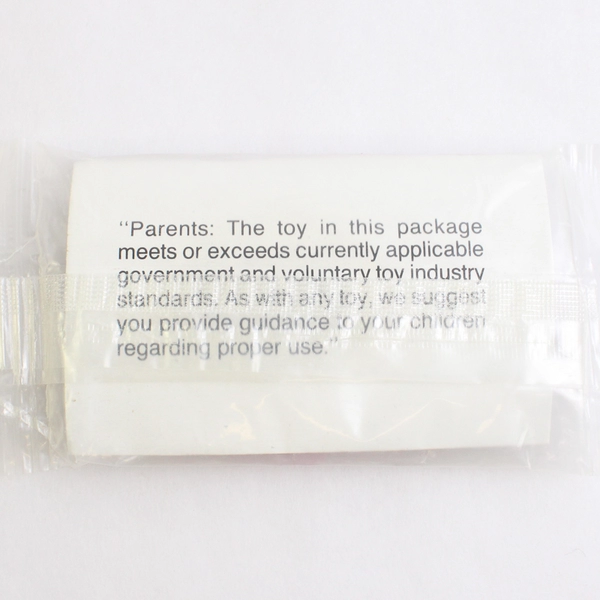 “Parents: The toy in this package
meets or exceeds currently applicable
government and voluntary toy industry
standards. As with any toy, we suggest
you provide guidance to your children
regarding proper use.”